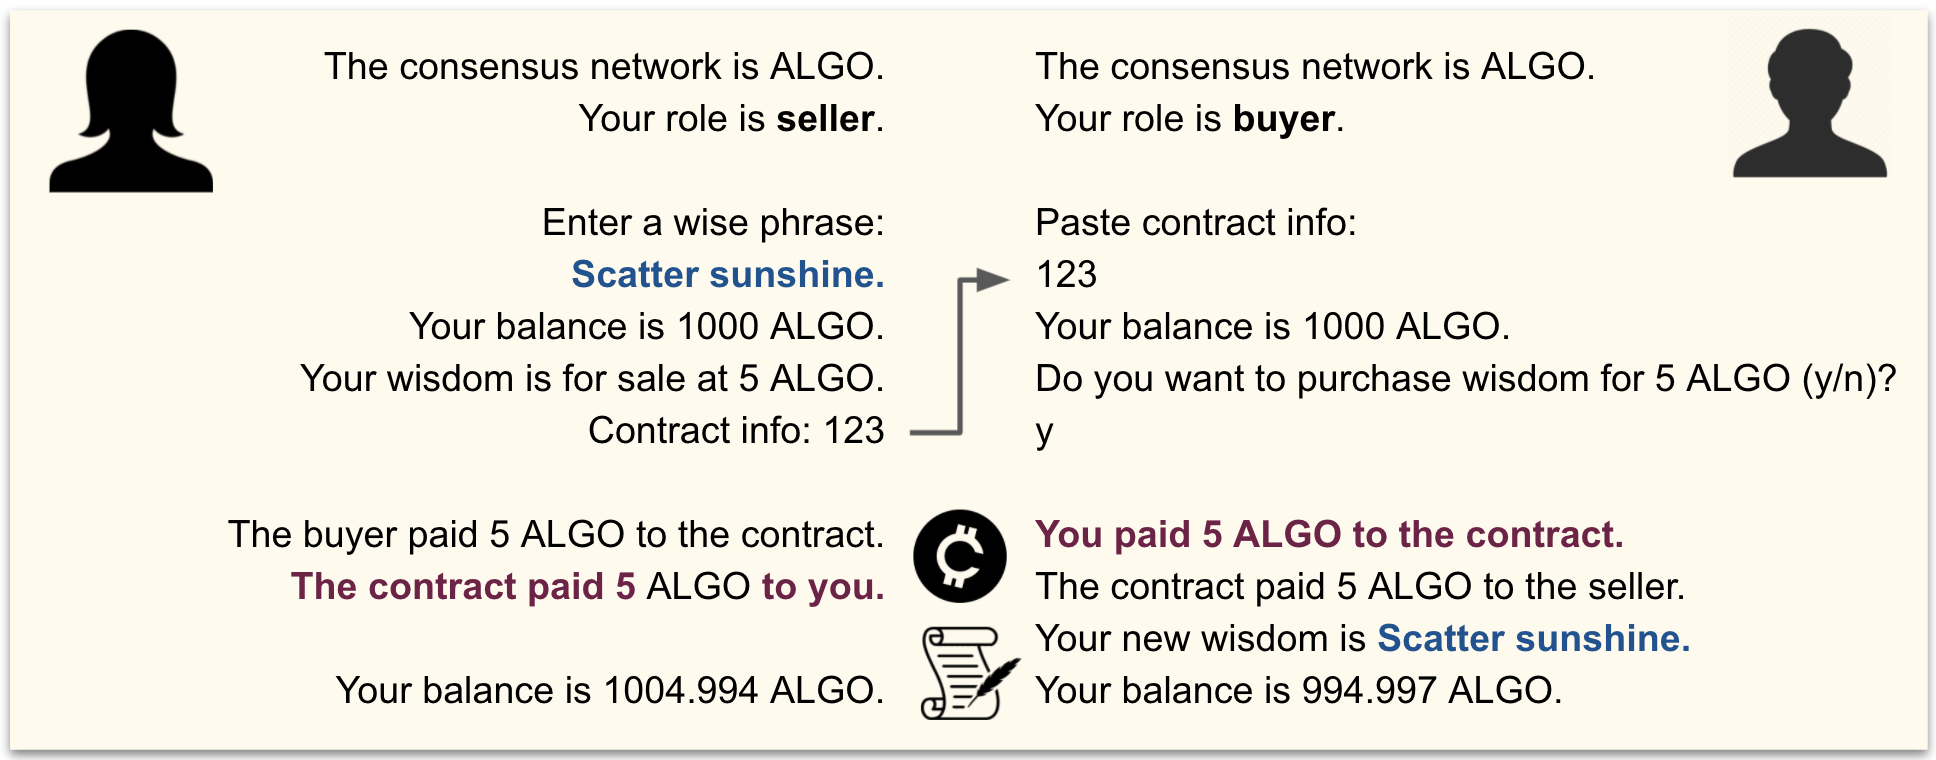 The consensus network is ALGO.
Your role is seller.
Enter a wise phrase:
Scatter sunshine.
Your balance is 1000 ALGO.
Your wisdom is for sale at 5 ALGO.
Contract info: 123
The buyer paid 5 ALGO to the contract.
The contract paid 5 ALGO to you.
Your balance is 1004.994 ALGO.
The consensus network is ALGO.
Your role is buyer.
Paste contract info:
123
Your balance is 1000 ALGO.
Do you want to purchase wisdom for 5 ALGO (y/n)?
y
You paid 5 ALGO to the contract.
The contract paid 5 ALGO to the seller.
Your new wisdom is Scatter sunshine.
Your balance is 994.997 ALGO.